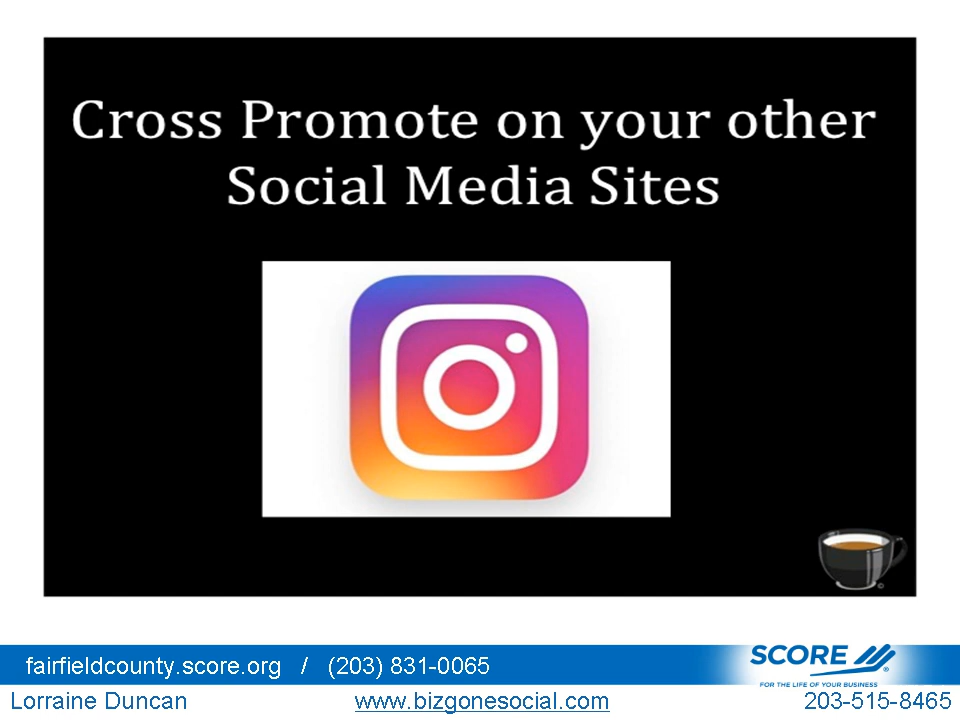 Cross Promote on your other
Social Media Sites
©
fairfieldcounty.score.org / (203) 831-0065
SCORE ®
FOR THE LIFE OF YOUR BUSINESS
Lorraine Duncan www.bizgonesocial.com 203-515-8465